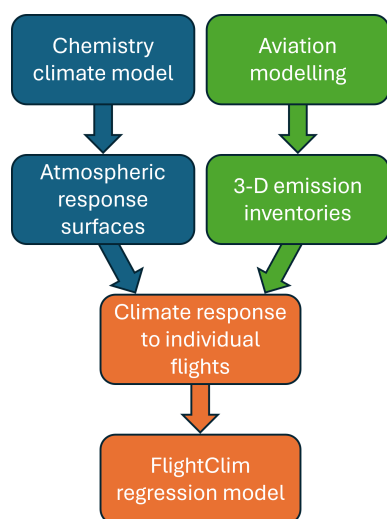 Chemistry
climate model
Aviation
modelling
Atmospheric
response
surfaces
3-D emission
inventories
Climate response
to individual
flights
FlightClim
regression model